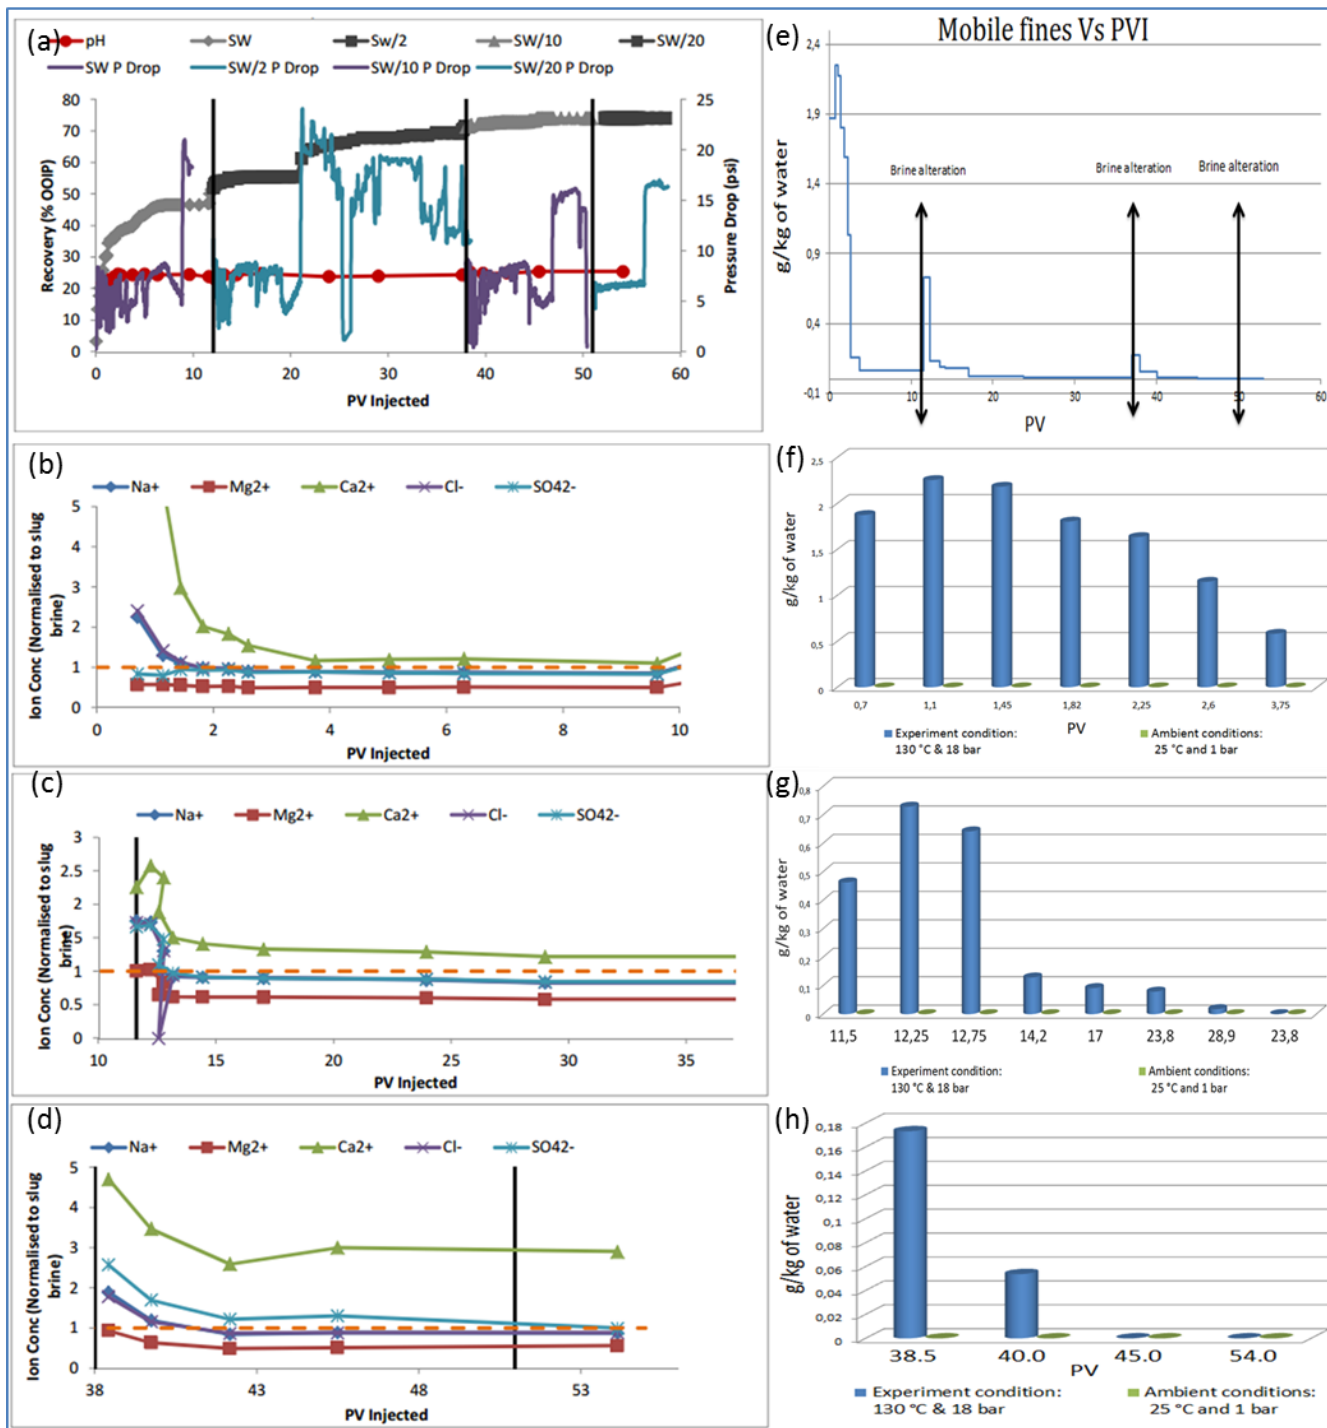 (a)
pH SW Sw/2 SW/10 SW/20
SW P Drop SW/2 P Drop SW/10 P Drop SW/20 P Drop
Recovery (% OOIP)
80
70
60
50
40
30
20
10
0
25
20
15
10
5
0
Pressure Drop (psi)
0 10 20 30 40 50 60
PV Injected
(b)
Na+ Mg2+ Ca2+ Cl- SO42-
Ion Conc (Normalised to slug
brine)
5
4
3
2
1
0
0 2 4 6 8 10
PV Injected
(c)
Na+ Mg2+ Ca2+ Cl- SO42-
Ion Conc (Normalised to slug
brine)
3
2.5
2
1.5
1
0.5
0
10 15 20 25 30 35
PV Injected
(d)
Na+ Mg2+ Ca2+ Cl- SO42-
Ion Conc (Normalised to slug
brine)
5
4
3
2
1
0
38 43 48 53
PV Injected
(e)
Mobile fines Vs PVI
g/kg of water
2,4
1,9
1,4
0,9
0,4
-0,1
Brine alteration Brine alteration Brine alteration
0 10 20 30 40 50 60
PV
(f)
g/kg of water
2,5
2
1,5
1
0,5
0
0,7 1,1 1,45 1,82 2,25 2,6 3,75
PV
Experiment condition: Ambient conditions:
130 °C & 18 bar 25 °C and 1 bar
(g)
g/kg of water
0,8
0,7
0,6
0,5
0,4
0,3
0,2
0,1
0
11,5 12,25 12,75 14,2 17 23,8 28,9 23,8
Experiment condition: Ambient conditions:
130 °C & 18 bar 25 °C and 1 bar
(h)
g/kg of water
0,18
0,16
0,14
0,12
0,1
0,08
0,06
0,04
0,02
0
38.5 40.0 45.0 54.0
PV
Experiment condition: Ambient conditions:
130 °C & 18 bar 25 °C and 1 bar